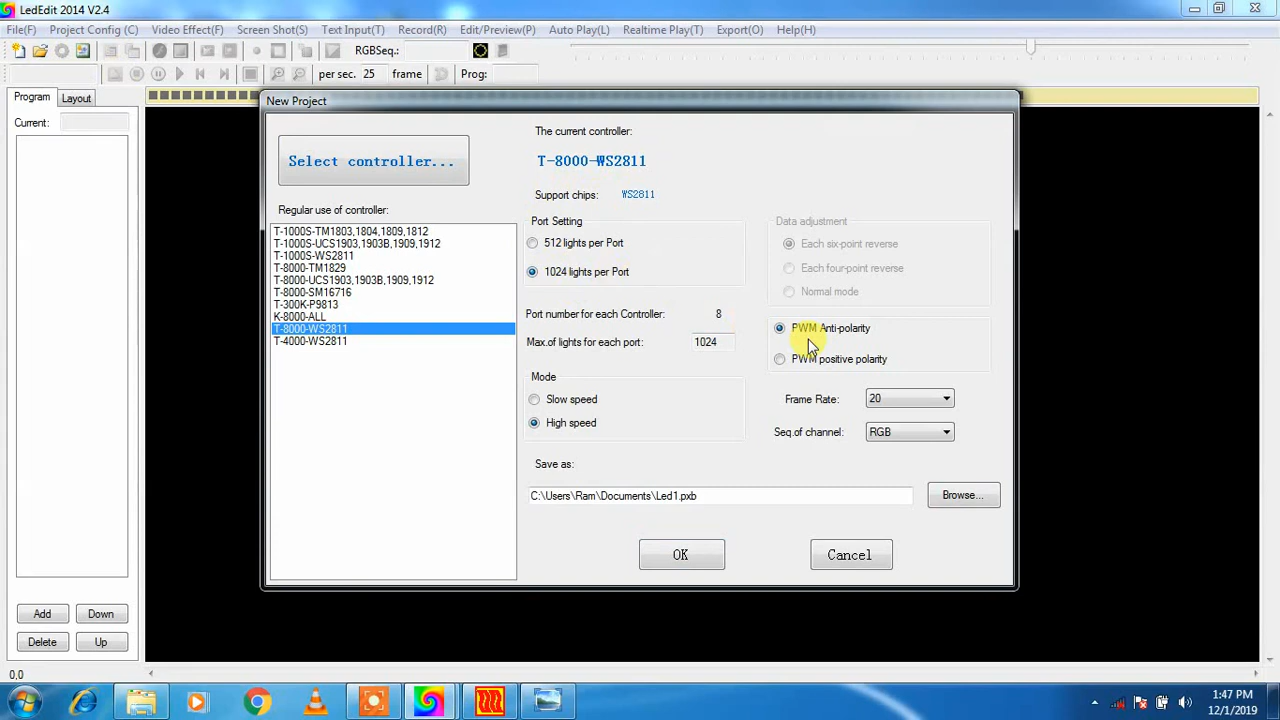 LedEdit 2014 V2.4
File(F) Project Config (C) Video Effect(F) Screen Shot(S) Text Input(T) Record(R) Edit/Preview(P) Auto Play(L) Realtime Play(T) Export(O) Help(H)
RGBSeq.:
per sec. 25 frame Prog:
Program Layout
Current:
New Project
Select controller...
The current controller:
T-8000-WS2811
Support chips: WS2811
Regular use of controller:
T-1000S-TM1803,1804,1809,1812
T-1000S-UCS1903,1903B,1909,1912
T-1000S-WS2811
T-8000-TM1829
T-8000-UCS1903,1903B,1909,1912
T-8000-SM16716
T-300K-P9813
K-8000-ALL
T-8000-WS2811
T-4000-WS2811
Port Setting
512 lights per Port
1024 lights per Port
Port number for each Controller: 8
Max.of lights for each port: 1024
Mode
Slow speed
High speed
Data adjustment
Each six-point reverse
Each four-point reverse
Normal mode
PWM Anti-polarity
PWM positive polarity
Frame Rate: 20
Seq.of channel: RGB
Save as:
C:\Users\Ram\Documents\Led1.pxb
Browse...
OK Cancel
Add Down
Delete Up
0,0
1:47 PM
12/1/2019